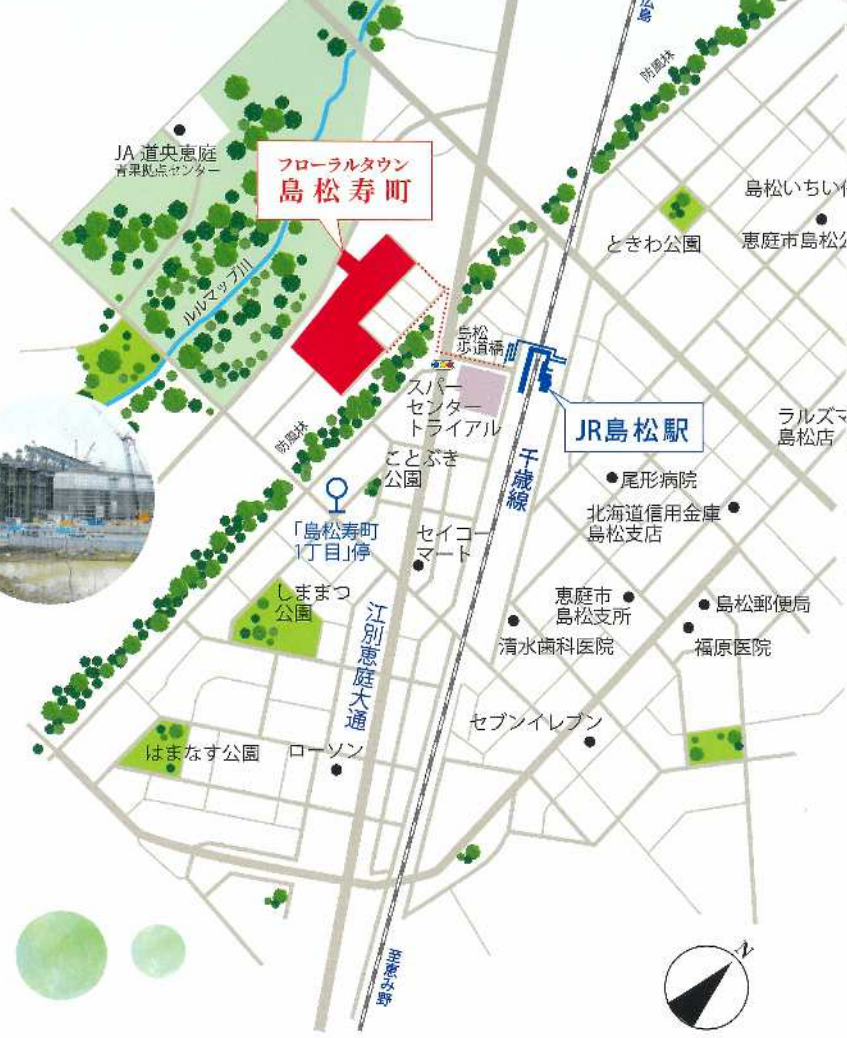 広島
防風林
JA 道央恵庭
青果拠点センター
フローラルタウン
島松寿町
島松いちい
ときわ公園
恵庭市島松公
ルルマップ川
島松
歩道橋
スパー
センター
トライアル
JR島松駅
ラルズマ
島松店
防風林
ことぶき
公園
千歳線
尾形病院
「島松寿町
1丁目」停
セイコー
マート
北海道信用金庫
島松支店
しままつ
公園
恵庭市
島松支所
島松郵便局
清水歯科医院
福原医院
江別恵庭大通
セブンイレブン
はまなす公園
ローソン
至恵み野
N